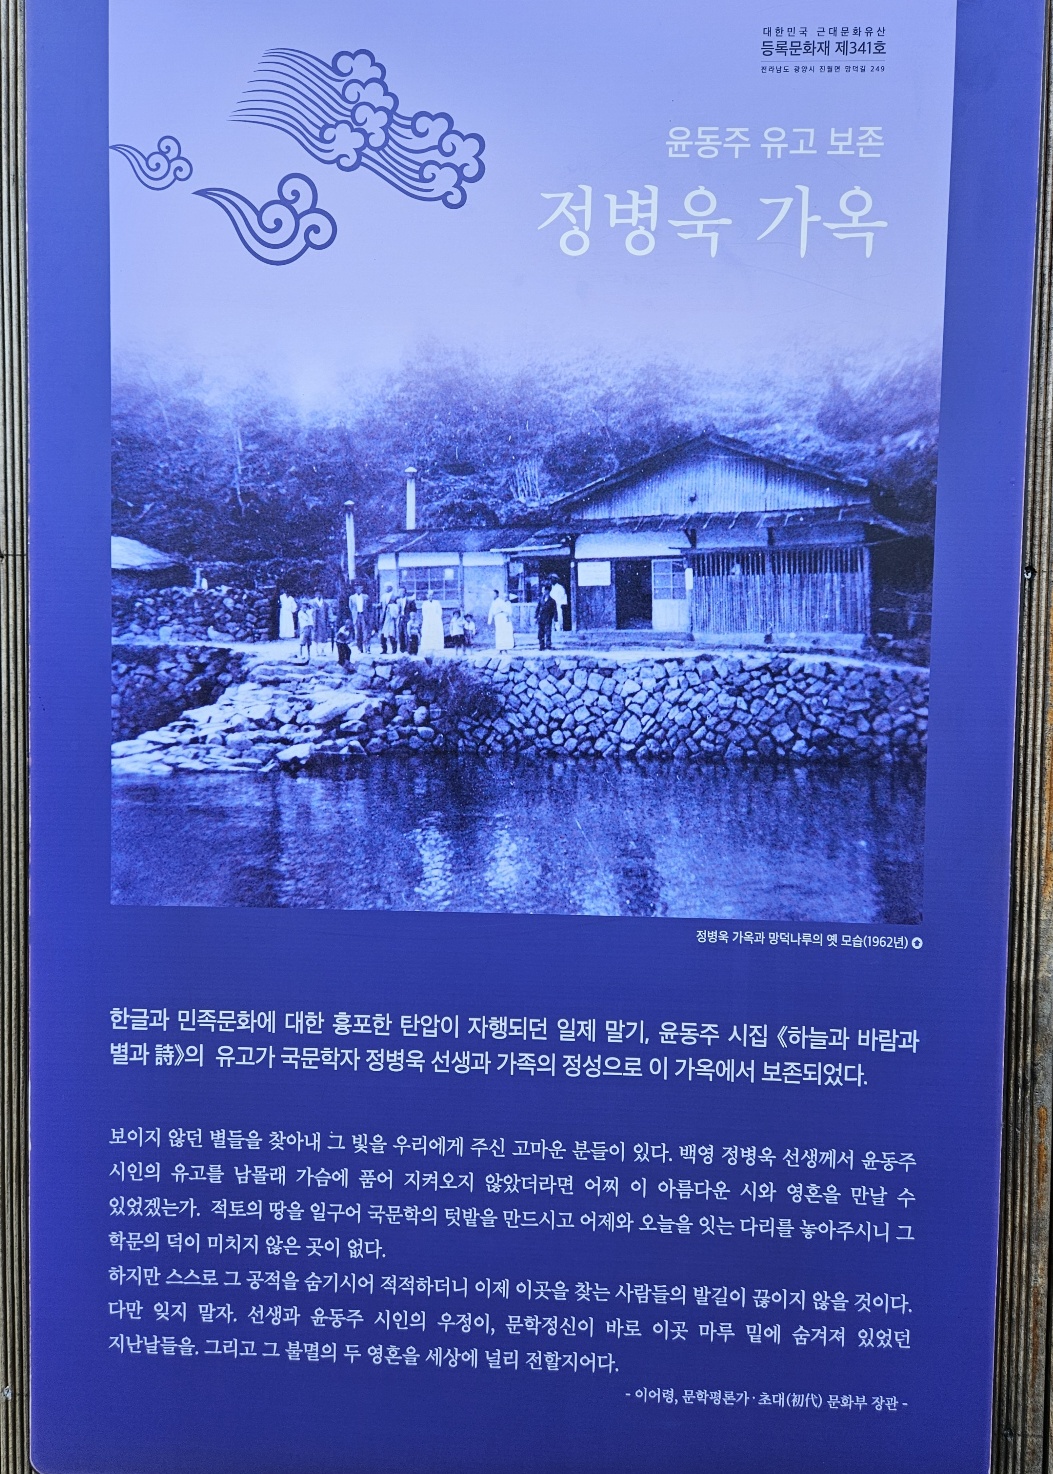 대한민국 근대문화유산
등록문화재 제341호
전라남도 광양시 진월면 망덕길 249
윤동주 유고 보존
정병욱 가옥
정병욱 가옥과 망덕나루의 옛 모습(1962년)
한글과 민족문화에 대한 흉포한 탄압이 자행되던 일제 말기, 윤동주 시집 《하늘과 바람과
별과 詩》의 유고가 국문학자 정병욱 선생과 가족의 정성으로 이 가옥에서 보존되었다.
보이지 않던 별들을 찾아내 그 빛을 우리에게 주신 고마운 분들이 있다. 백영 정병욱 선생께서 윤동주
시인의 유고를 남몰래 가슴에 품어 지켜오지 않았더라면 어찌 이 아름다운 시와 영혼을 만날 수
있었겠는가. 적토의 땅을 일구어 국문학의 텃밭을 만드시고 어제와 오늘을 잇는 다리를 놓아주시니 그
학문의 덕이 미치지 않은 곳이 없다.
하지만 스스로 그 공적을 숨기시어 적적하더니 이제 이곳을 찾는 사람들의 발길이 끊이지 않을 것이다.
다만 잊지 말자. 선생과 윤동주 시인의 우정이, 문학정신이 바로 이곳 마루 밑에 숨겨져 있었던
지난날들을. 그리고 그 불멸의 두 영혼을 세상에 널리 전할지어다.
- 이어령, 문학평론가·초대(初代) 문화부 장관 -